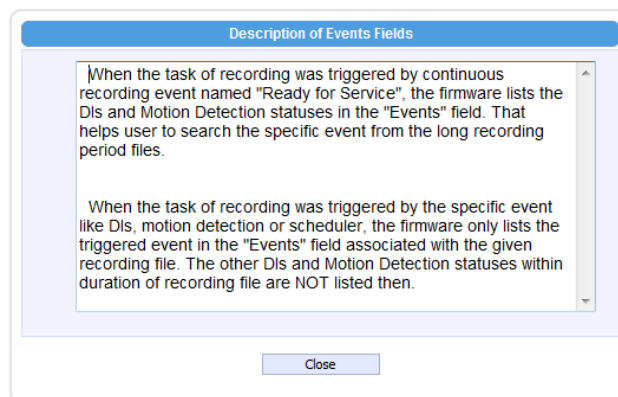 Description of Events Fields
When the task of recording was triggered by continuous
recording event named "Ready for Service", the firmware lists the
DIs and Motion Detection statuses in the "Events" field. That
helps user to search the specific event from the long recording
period files.
When the task of recording was triggered by the specific event
like DIs, motion detection or scheduler, the firmware only lists the
triggered event in the "Events" field associated with the given
recording file. The other DIs and Motion Detection statuses within
duration of recording file are NOT listed then.
Close